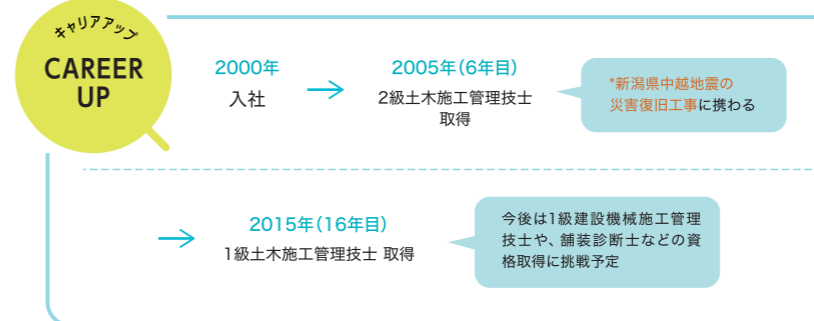 キャリアアップ
CAREER
UP
2000年
入社
2005年(6年目)
2級土木施工管理技士
取得
*新潟県中越地震の
災害復旧工事に携わる
2015年(16年目)
1級土木施工管理技士 取得
今後は1級建設機械施工管理
技士や、舗装診断士などの資
格取得に挑戦予定